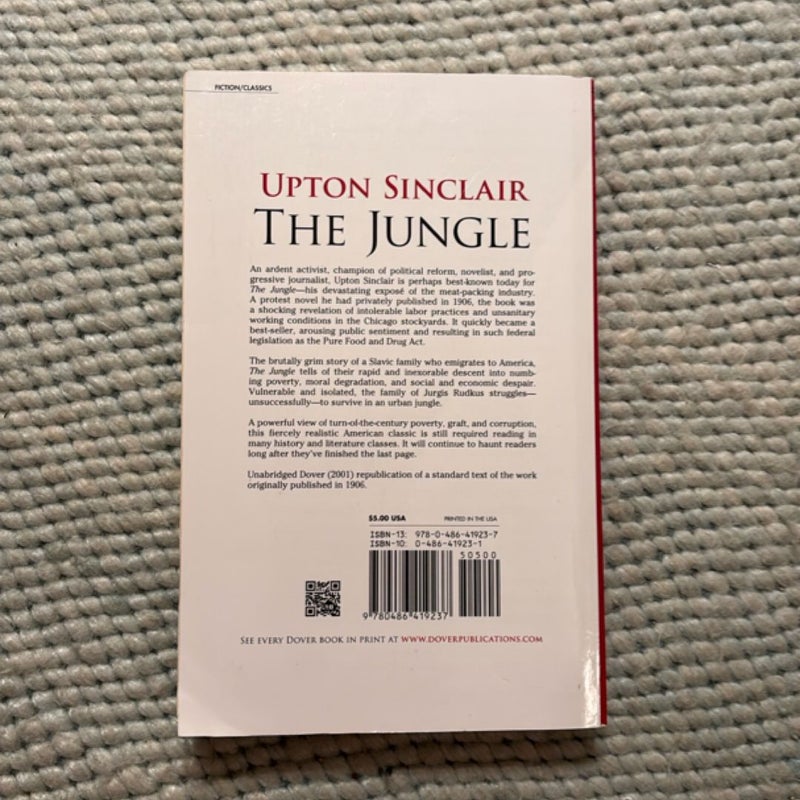 FICTION/CLASSICS
UPTON SINCLAIR
THE JUNGLE
An ardent activist, champion of political reform, novelist, and pro-
gressive journalist, Upton Sinclair is perhaps best-known today for
The Jungle—his devastating exposé of the meat-packing industry.
A protest novel he had privately published in 1906, the book was
a shocking revelation of intolerable labor practices and unsanitary
working conditions in the Chicago stockyards. It quickly became a
best-seller, arousing public sentiment and resulting in such federal
legislation as the Pure Food and Drug Act.
The brutally grim story of a Slavic family who emigrates to America,
The Jungle tells of their rapid and inexorable descent into numb-
ing poverty, moral degradation, and social and economic despair.
Vulnerable and isolated, the family of Jurgis Rudkus struggles—
unsuccessfully—to survive in an urban jungle.
A powerful view of turn-of-the-century poverty, graft, and corruption,
this fiercely realistic American classic is still required reading in
many history and literature classes. It will continue to haunt readers
long after they've finished the last page.
Unabridged Dover (2001) republication of a standard text of the work
originally published in 1906.
$5.00 USA PRINTED IN THE USA
ISBN-13: 978-0-486-41923-7
ISBN-10: 0-486-41923-1
50500
9 780486 419237
SEE EVERY DOVER BOOK IN PRINT AT WWW.DOVERPUBLICATIONS.COM